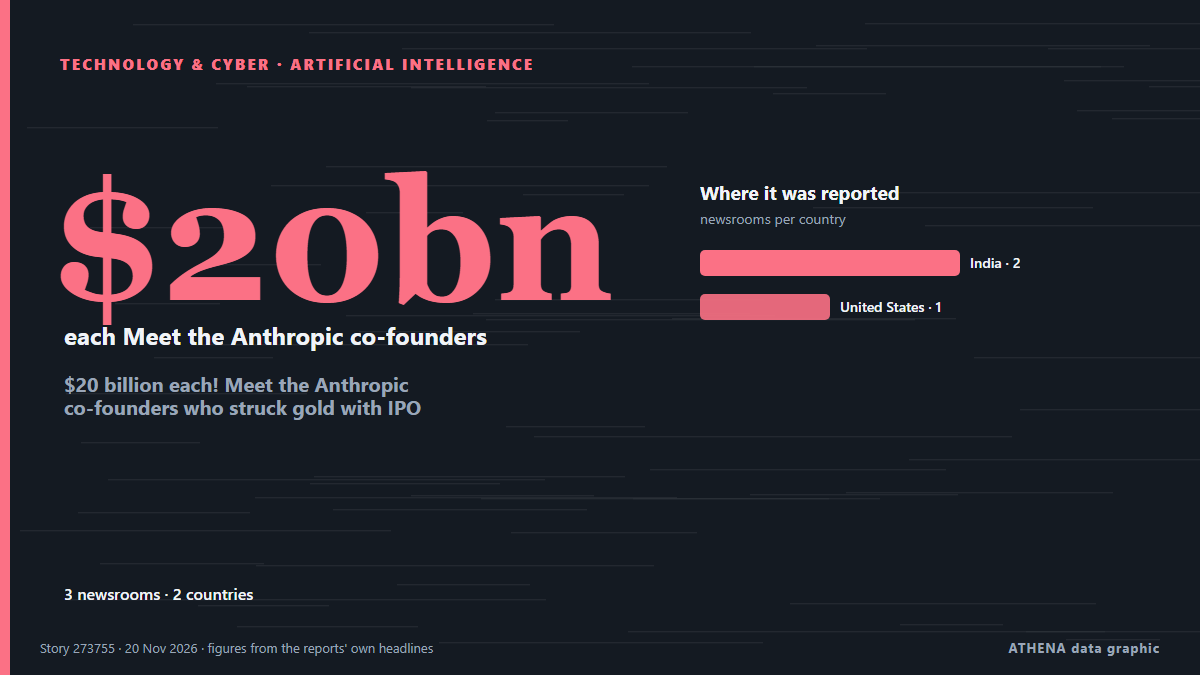 TECHNOLOGY & CYBER · ARTIFICIAL INTELLIGENCE
$20bn
each Meet the Anthropic co-founders
$20 billion each! Meet the Anthropic
co-founders who struck gold with IPO
Where it was reported
newsrooms per country
India · 2
United States · 1
3 newsrooms · 2 countries
Story 273755 · 20 Nov 2026 · figures from the reports' own headlines
ATHENA data graphic